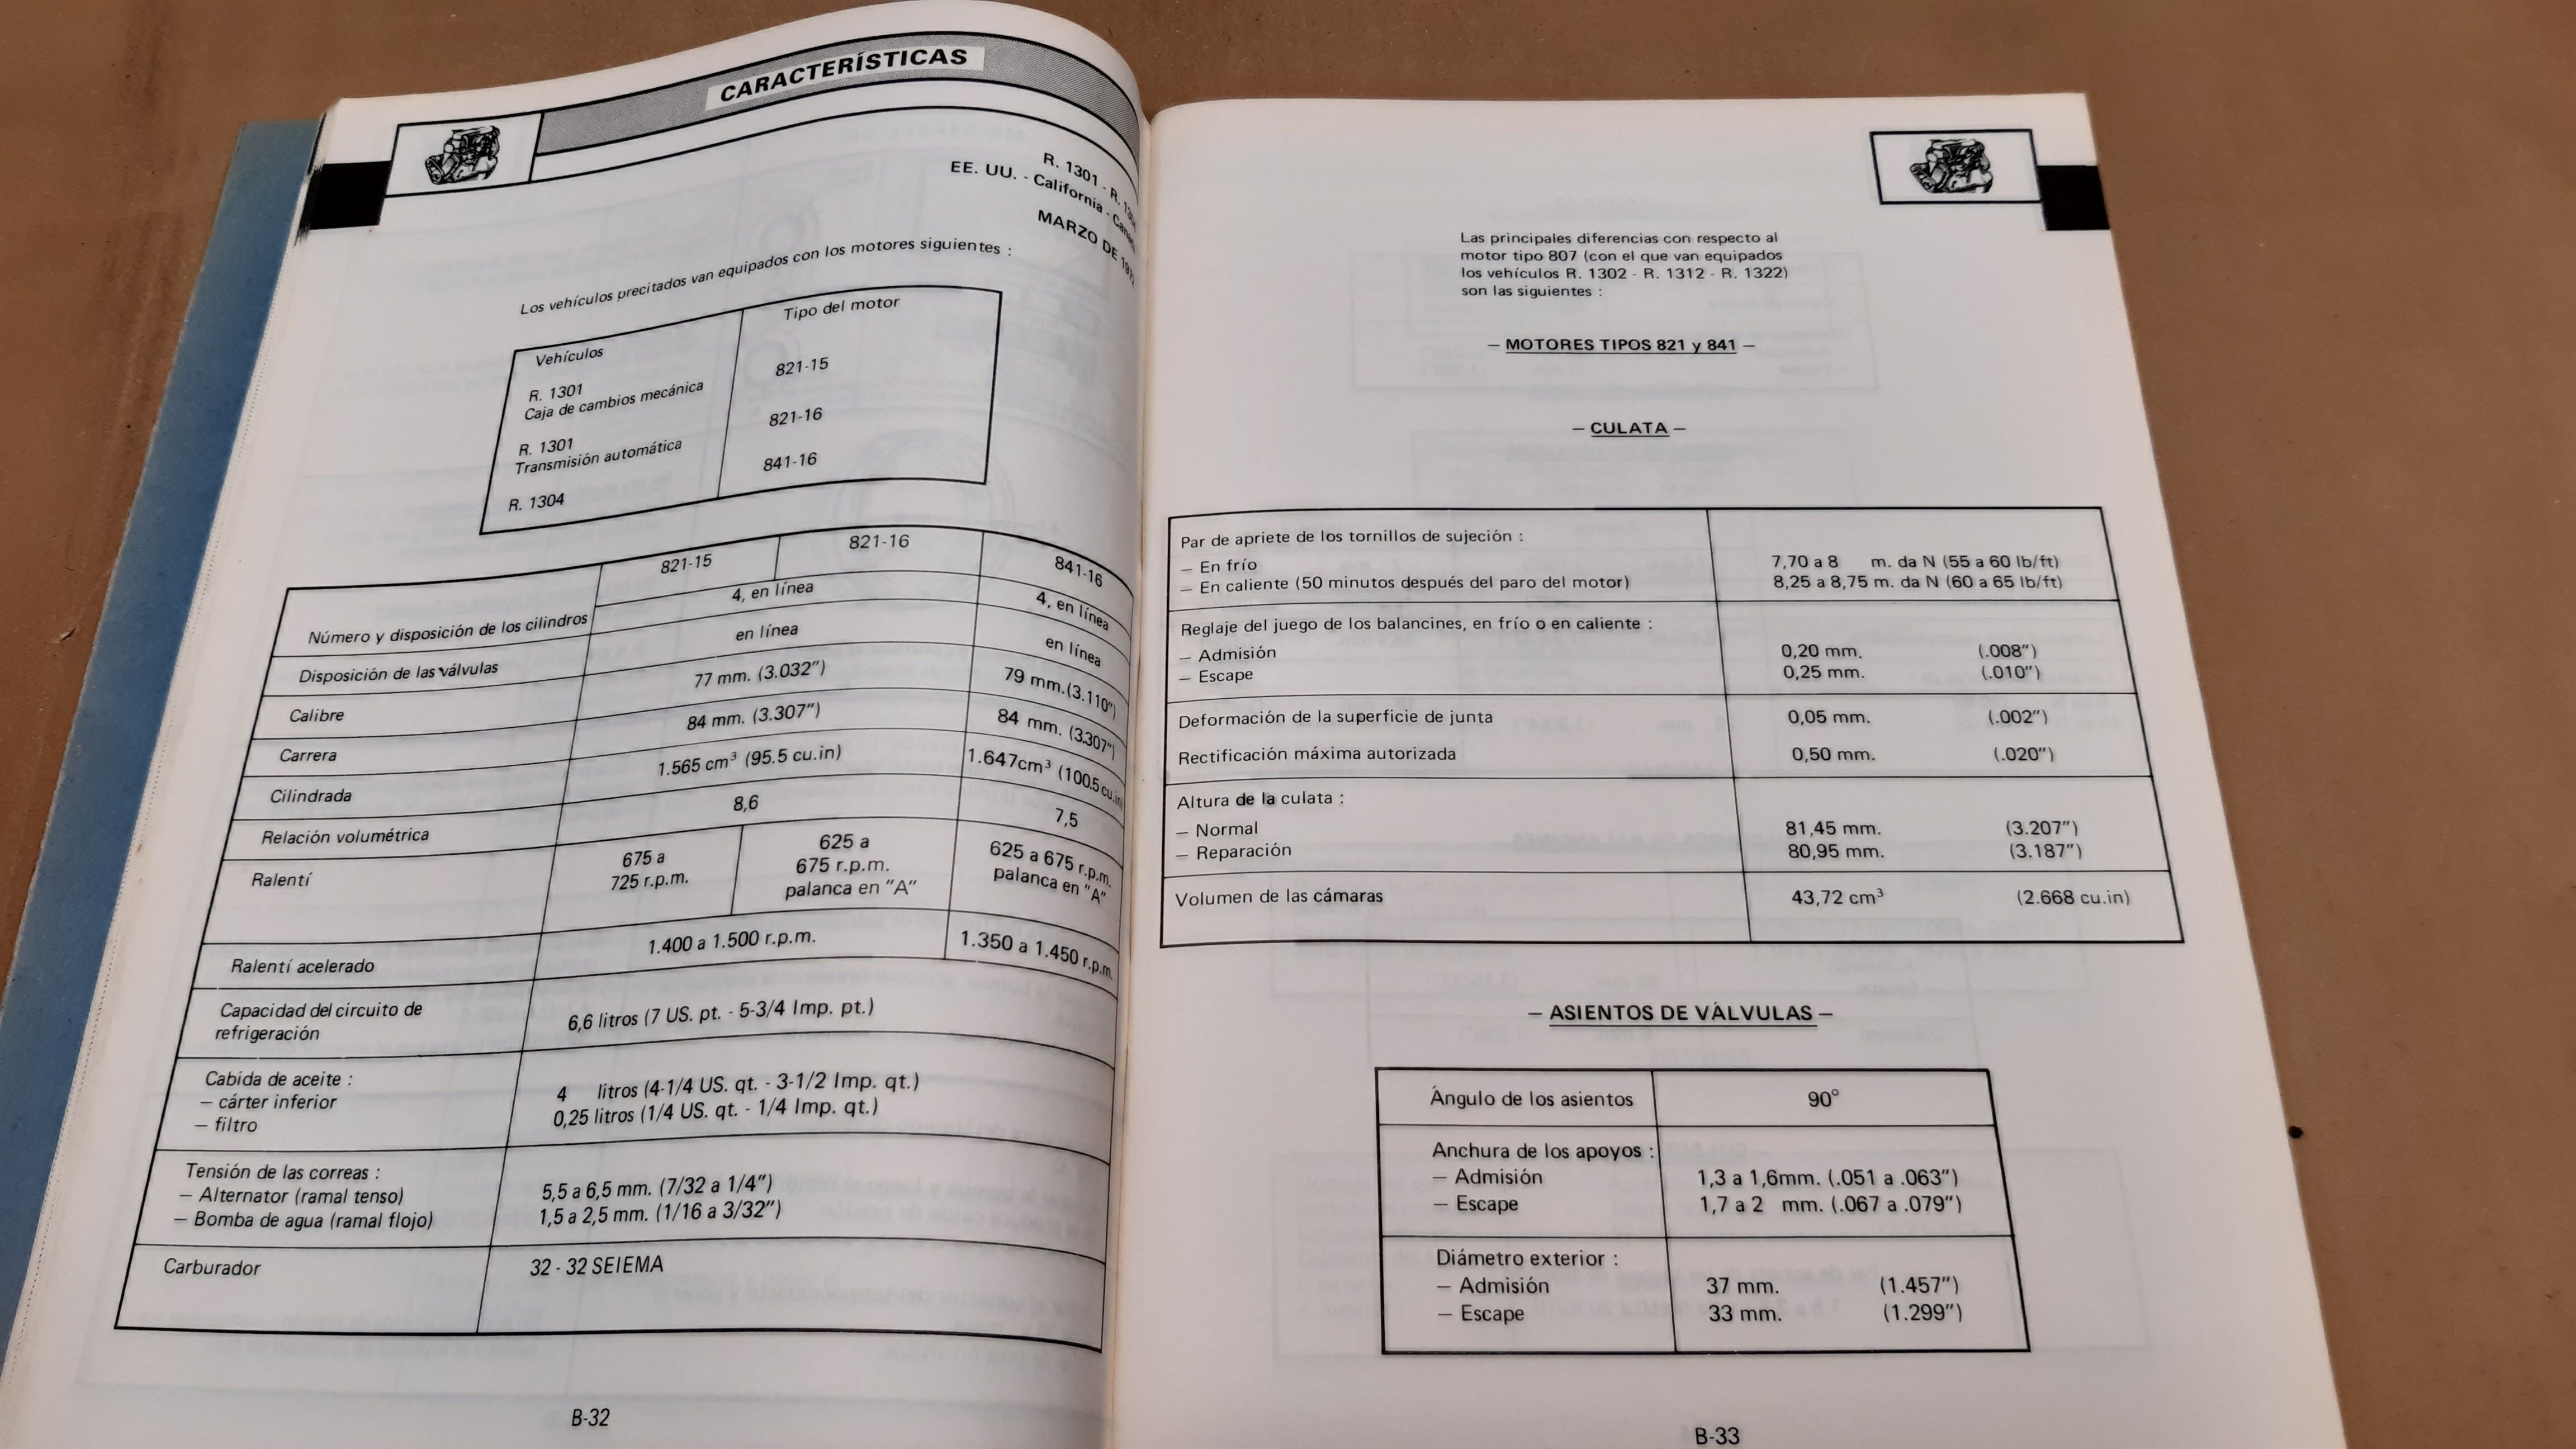 CARACTERÍSTICAS
R. 1301 - R.
EE. UU. - California -
MARZO DE
Los vehículos precitados van equipados con los motores siguientes :
Vehículos Tipo del motor
R. 1301 821-15
Caja de cambios mecánica
R. 1301 821-16
Transmisión automática
R. 1304 841-16
821-15 821-16 841-16
Número y disposición de los cilindros 4, en línea 4, en línea
Disposición de las válvulas en línea en línea
Calibre 77 mm. (3.032") 79 mm.(3.110")
Carrera 84 mm. (3.307") 84 mm. (3.307")
Cilindrada 1.565 cm³ (95.5 cu.in) 1.647cm³ (100.5 cu.in)
Relación volumétrica 8,6 7,5
Ralentí 675 a 725 r.p.m. 625 a 675 r.p.m. palanca en "A" 625 a 675 r.p.m. palanca en "A"
Ralentí acelerado 1.400 a 1.500 r.p.m. 1.350 a 1.450 r.p.m.
Capacidad del circuito de
refrigeración 6,6 litros (7 US. pt. - 5-3/4 Imp. pt.)
Cabida de aceite :
– cárter inferior 4 litros (4-1/4 US. qt. - 3-1/2 Imp. qt.)
– filtro 0,25 litros (1/4 US. qt. - 1/4 Imp. qt.)
Tensión de las correas :
– Alternator (ramal tenso) 5,5 a 6,5 mm. (7/32 a 1/4")
– Bomba de agua (ramal flojo) 1,5 a 2,5 mm. (1/16 a 3/32")
Carburador 32 - 32 SEIEMA
B-32
Las principales diferencias con respecto al
motor tipo 807 (con el que van equipados
los vehículos R. 1302 - R. 1312 - R. 1322)
son las siguientes :
– MOTORES TIPOS 821 y 841 –
– CULATA –
Par de apriete de los tornillos de sujeción :
– En frío 7,70 a 8 m. da N (55 a 60 lb/ft)
– En caliente (50 minutos después del paro del motor) 8,25 a 8,75 m. da N (60 a 65 lb/ft)
Reglaje del juego de los balancines, en frío o en caliente :
– Admisión 0,20 mm. (.008")
– Escape 0,25 mm. (.010")
Deformación de la superficie de junta 0,05 mm. (.002")
Rectificación máxima autorizada 0,50 mm. (.020")
Altura de la culata :
– Normal 81,45 mm. (3.207")
– Reparación 80,95 mm. (3.187")
Volumen de las cámaras 43,72 cm³ (2.668 cu.in)
– ASIENTOS DE VÁLVULAS –
Ángulo de los asientos 90°
Anchura de los apoyos :
– Admisión 1,3 a 1,6mm. (.051 a .063")
– Escape 1,7 a 2 mm. (.067 a .079")
Diámetro exterior :
– Admisión 37 mm. (1.457")
– Escape 33 mm. (1.299")
B-33